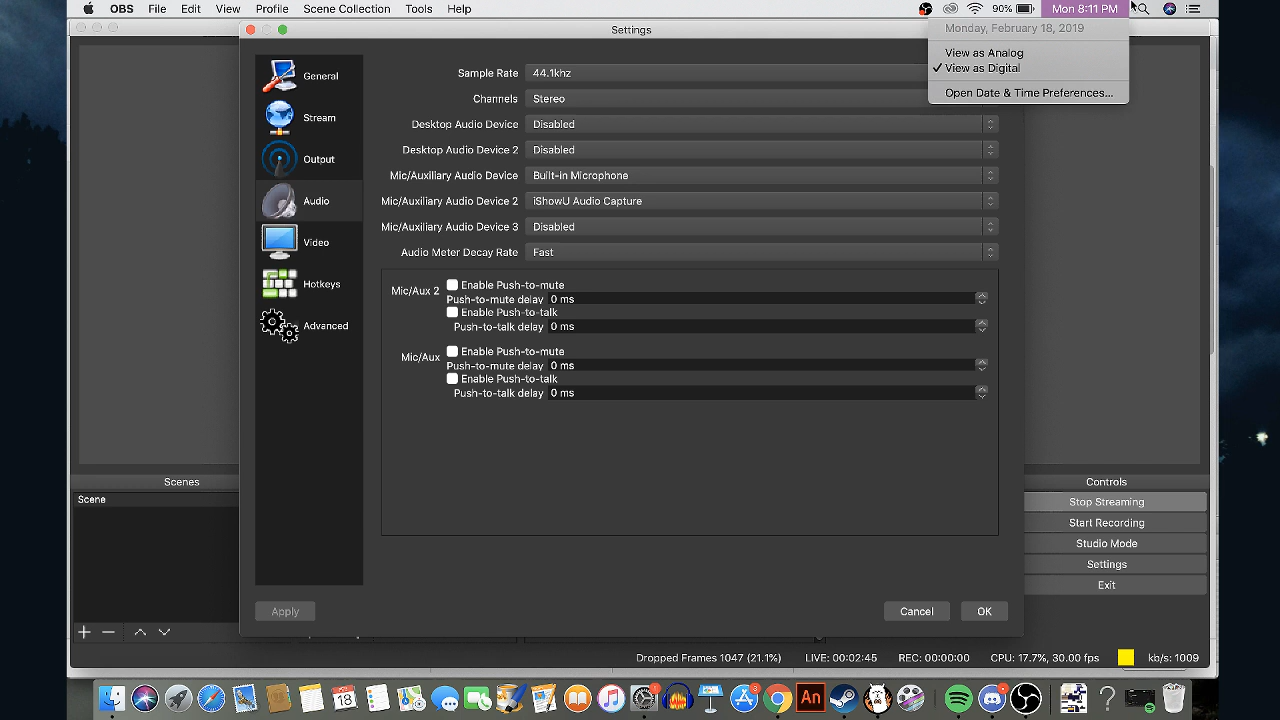 OBS File Edit View Profile Scene Collection Tools Help 90% Mon 8:11 PM
Monday, February 18, 2019
View as Analog
✓ View as Digital
Open Date & Time Preferences...
Settings
General
Stream
Output
Audio
Video
Hotkeys
Advanced
Sample Rate 44.1khz
Channels Stereo
Desktop Audio Device Disabled
Desktop Audio Device 2 Disabled
Mic/Auxiliary Audio Device Built-in Microphone
Mic/Auxiliary Audio Device 2 iShowU Audio Capture
Mic/Auxiliary Audio Device 3 Disabled
Audio Meter Decay Rate Fast
Mic/Aux 2 Enable Push-to-mute
Push-to-mute delay 0 ms
Enable Push-to-talk
Push-to-talk delay 0 ms
Mic/Aux Enable Push-to-mute
Push-to-mute delay 0 ms
Enable Push-to-talk
Push-to-talk delay 0 ms
Apply Cancel OK
Scenes
Scene
Controls
Stop Streaming
Start Recording
Studio Mode
Settings
Exit
Dropped Frames 1047 (21.1%) LIVE: 00:02:45 REC: 00:00:00 CPU: 17.7%, 30.00 fps kb/s: 1009
18
An